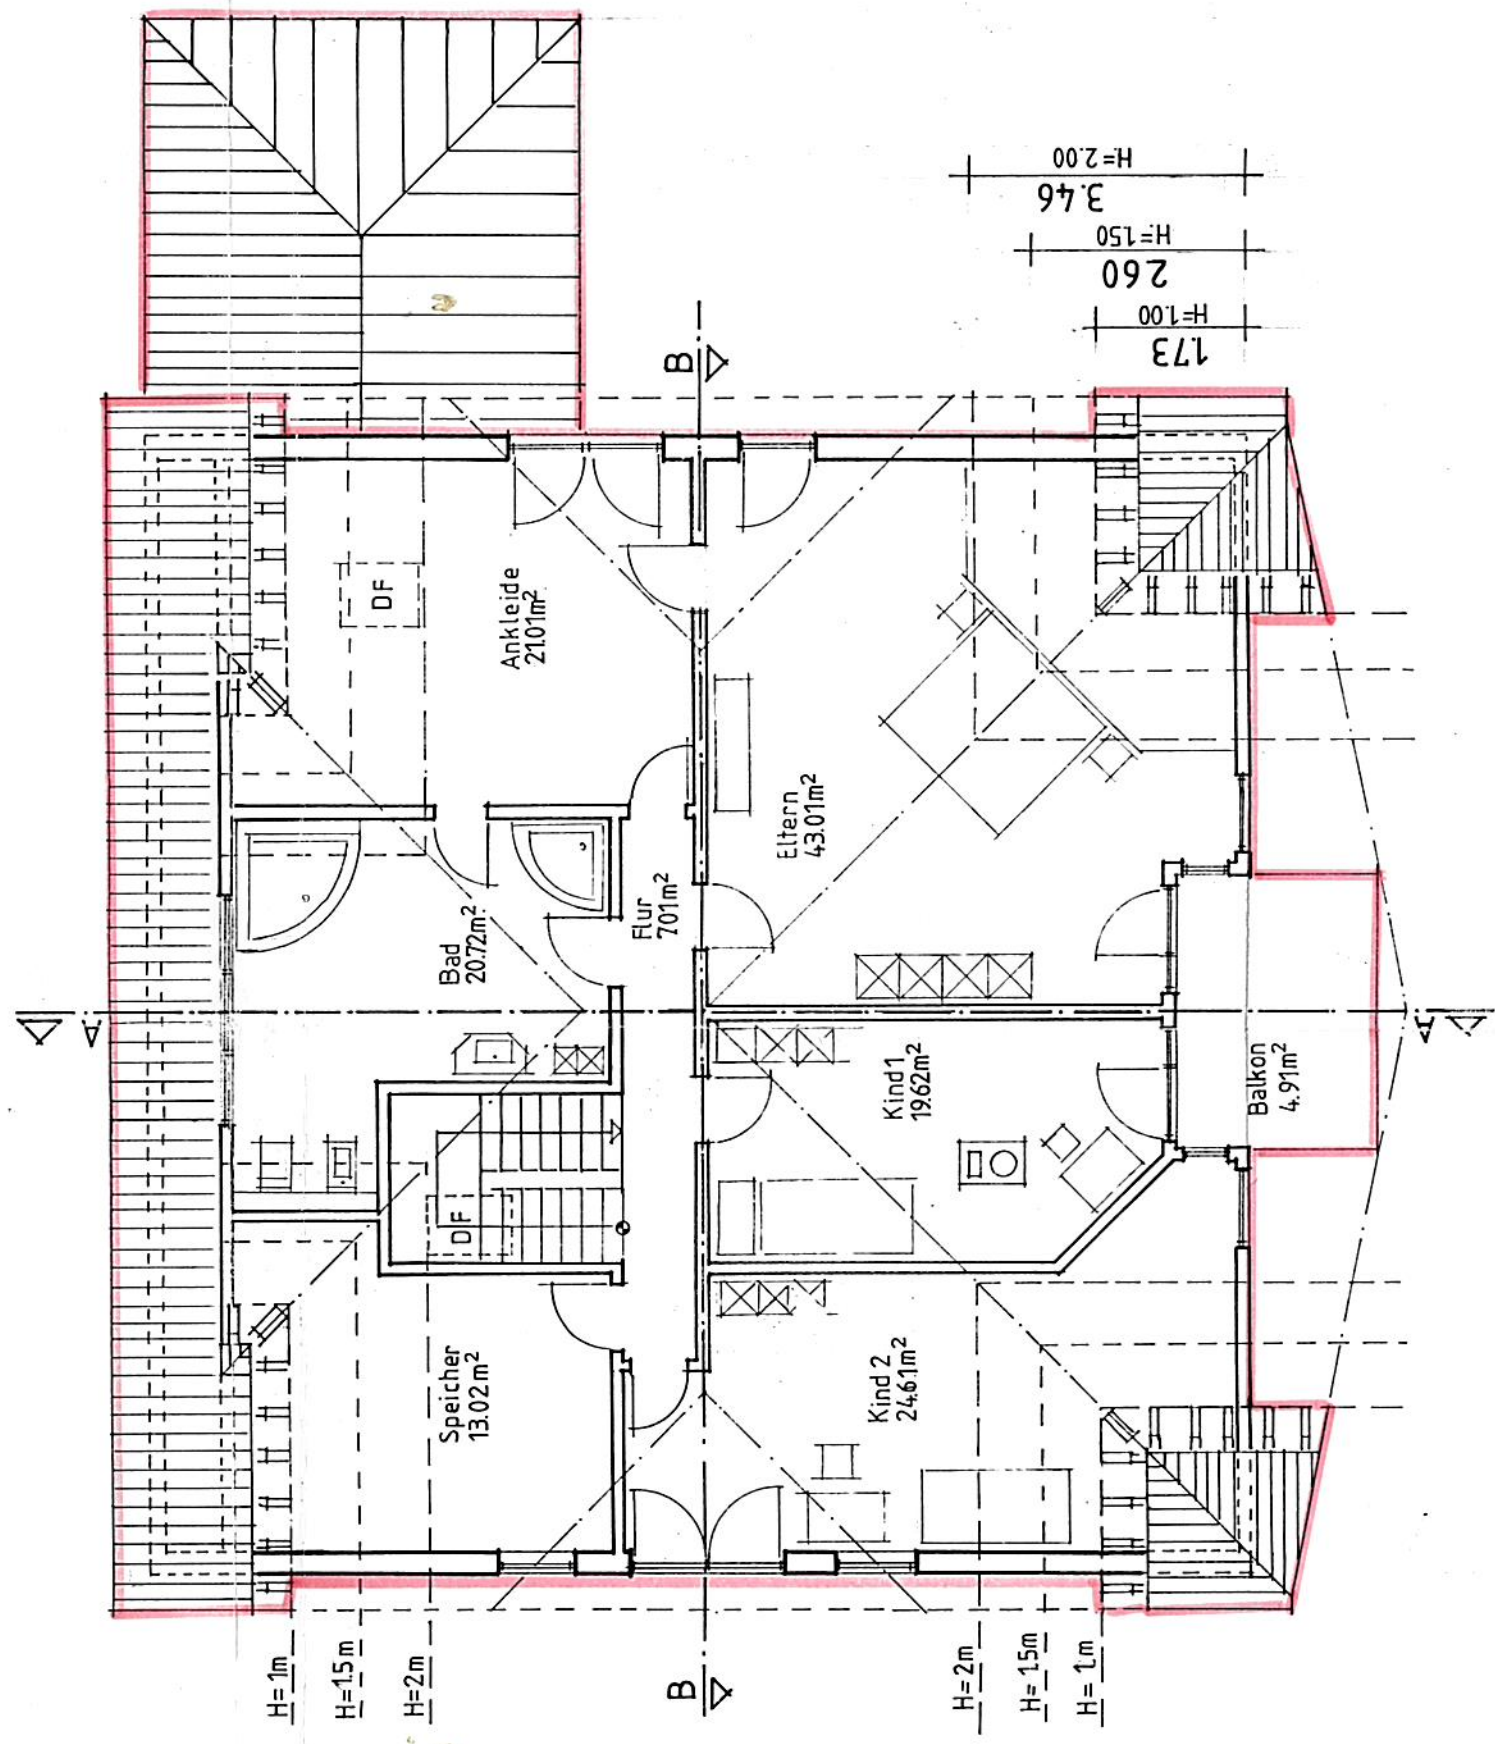 H=2.00
3.46
H=1.50
2.60
H=1.00
1.73
B
DF
Ankleide
21.01m²
Eltern
43.01m²
Flur
7.01m²
Bad
20.72m²
A
A
Kind1
19.62m²
Balkon
4.91m²
DF
Speicher
13.02m²
Kind 2
24.61m²
H=1m
H=1.5m
H=2m
B
H=2m
H=1.5m
H=1m